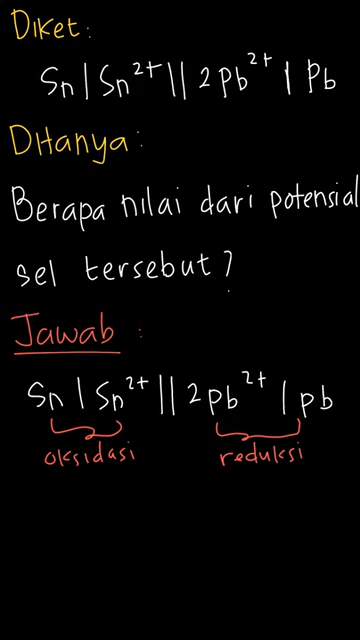 Diket:
Sn | Sn²⁺ || 2Pb²⁺ | Pb
Ditanya:
Berapa nilai dari potensial
sel tersebut?
Jawab:
Sn | Sn²⁺ || 2Pb²⁺ | Pb
oksidasi reduksi